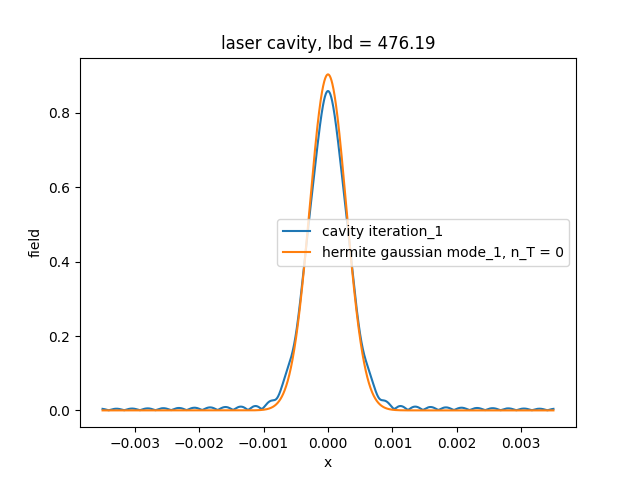 laser cavity, lbd = 476.19
field
0.8
0.6
0.4
0.2
0.0
cavity iteration_1
hermite gaussian mode_1, n_T = 0
−0.003 −0.002 −0.001 0.000 0.001 0.002 0.003
x